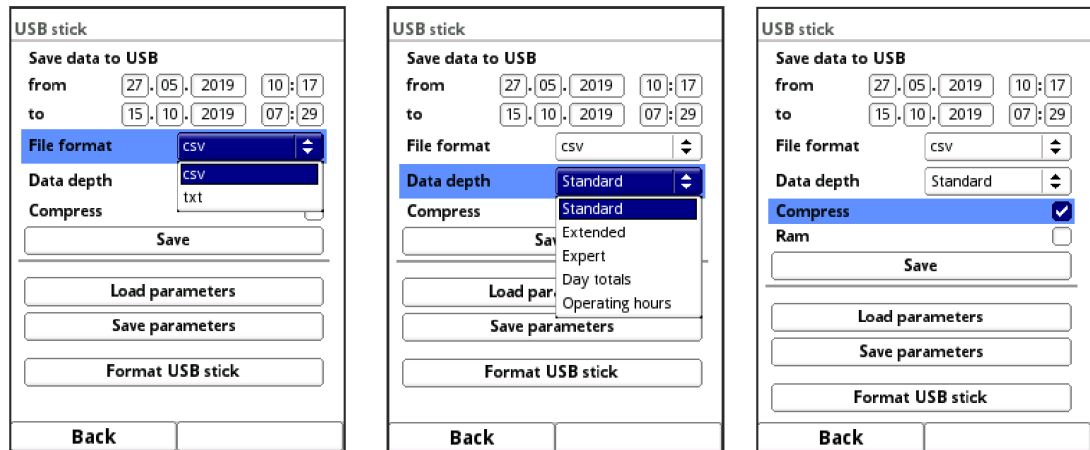 USB stick
Save data to USB
from 27.05.2019 10:17
to 15.10.2019 07:29
File format csv
csv
Data depth
txt
Compress
Save
Load parameters
Save parameters
Format USB stick
Back
USB stick
Save data to USB
from 27.05.2019 10:17
to 15.10.2019 07:29
File format csv
Data depth Standard
Compress Standard
Extended
Sa
Expert
Day totals
Load par
Operating hours
Save parameters
Format USB stick
Back
USB stick
Save data to USB
from 27.05.2019 10:17
to 15.10.2019 07:29
File format csv
Data depth Standard
Compress
Ram
Save
Load parameters
Save parameters
Format USB stick
Back